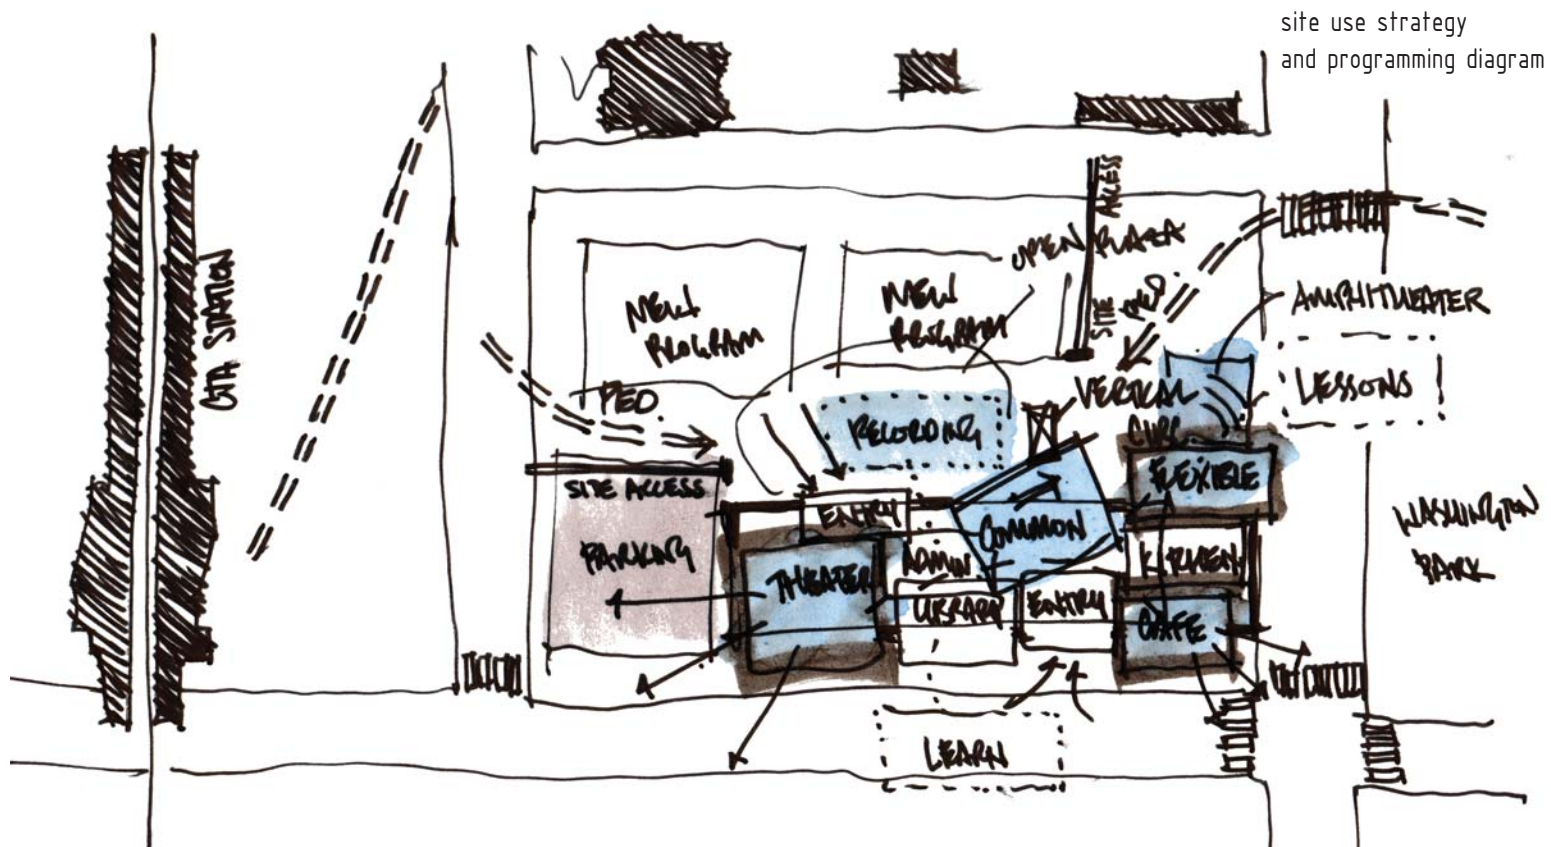 site use strategy
and programming diagram
CTA STATION
SITE ACCESS
OPEN PLAZA
NEW
PROGRAM
NEW
PROGRAM
PED.
PED.
AMPHITHEATER
LESSONS
VERTICAL
CIRC.
RECORDING
FLEXIBLE
SITE ACCESS
PARKING
ENTRY
COMMON
ADMIN
KITCHEN
THEATER
LIBRARY
ENTRY
CAFE
WASHINGTON
PARK
LEARN